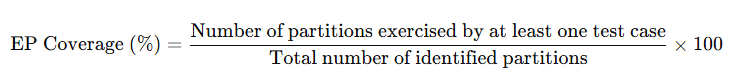 EP Coverage (%) = Number of partitions exercised by at least one test case / Total number of identified partitions × 100